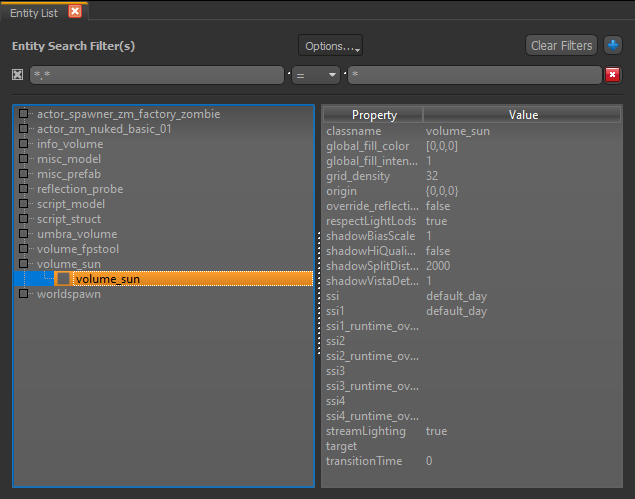 Entity List
Entity Search Filter(s) Options... Clear Filters
*.* = *
actor_spawner_zm_factory_zombie
actor_zm_nuked_basic_01
info_volume
misc_model
misc_prefab
reflection_probe
script_model
script_struct
umbra_volume
volume_fpstool
volume_sun
volume_sun
worldspawn
Property Value
classname volume_sun
global_fill_color [0,0,0]
global_fill_inten... 1
grid_density 32
origin {0,0,0}
override_reflecti... false
respectLightLods true
shadowBiasScale 1
shadowHiQuali... false
shadowSplitDist... 2000
shadowVistaDet... 1
ssi default_day
ssi1 default_day
ssi1_runtime_ov...
ssi2
ssi2_runtime_ov...
ssi3
ssi3_runtime_ov...
ssi4
ssi4_runtime_ov...
streamLighting true
target
transitionTime 0